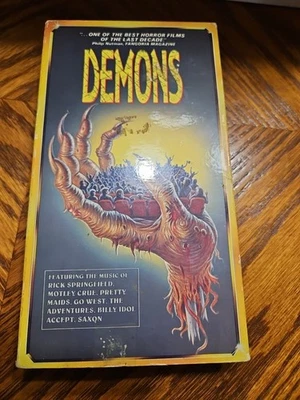 "...ONE OF THE BEST HORROR FILMS
OF THE LAST DECADE."
Philip Nutman, FANGORIA MAGAZINE
DEMONS
FEATURING THE MUSIC OF
RICK SPRINGFIELD,
MOTLEY CRUE, PRETTY
MAIDS, GO WEST, THE
ADVENTURES, BILLY IDOL
ACCEPT, SAXON